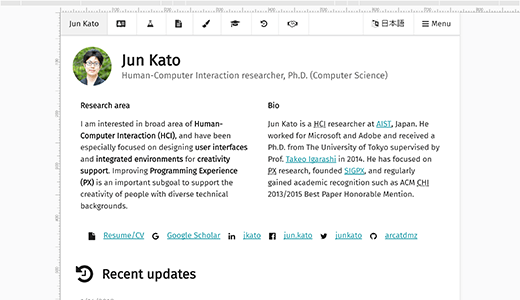 Jun Kato 日本語 Menu
Jun Kato
Human-Computer Interaction researcher, Ph.D. (Computer Science)
Research area
I am interested in broad area of Human-
Computer Interaction (HCI), and have been
especially focused on designing user interfaces
and integrated environments for creativity
support. Improving Programming Experience
(PX) is an important subgoal to support the
creativity of people with diverse technical
backgrounds.
Bio
Jun Kato is a HCI researcher at AIST, Japan. He
worked for Microsoft and Adobe and received a
Ph.D. from The University of Tokyo supervised by
Prof. Takeo Igarashi in 2014. He has focused on
PX research, founded SIGPX, and regularly
gained academic recognition such as ACM CHI
2013/2015 Best Paper Honorable Mention.
Resume/CV Google Scholar ikato jun.kato junkato arcatdmz
Recent updates